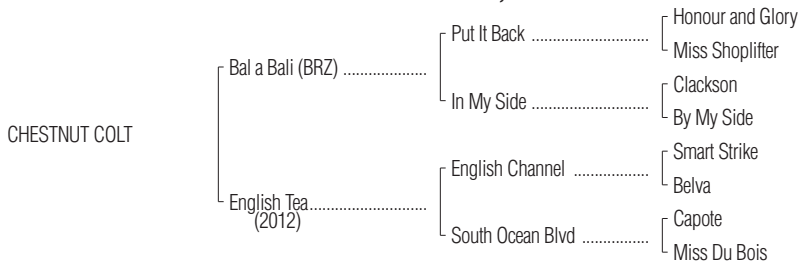 Honour and Glory
Put It Back ....................
Miss Shoplifter
Bal a Bali (BRZ) ....................
Clackson
In My Side ....................
By My Side
CHESTNUT COLT
Smart Strike
English Channel ..................
Belva
English Tea............................
(2012)
Capote
South Ocean Blvd ................
Miss Du Bois